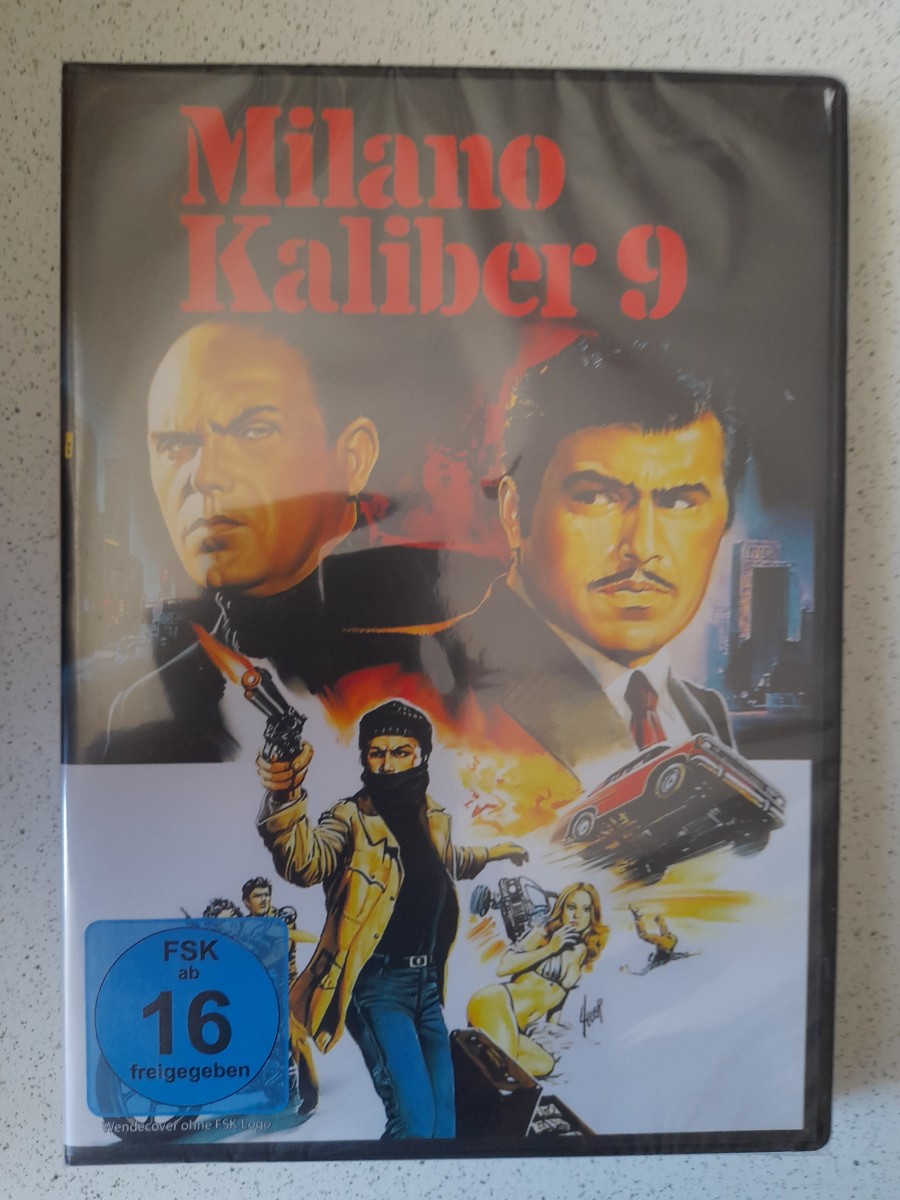 Milano
Kaliber 9
FSK
ab
16
freigegeben
Wendecover ohne FSK-Logo